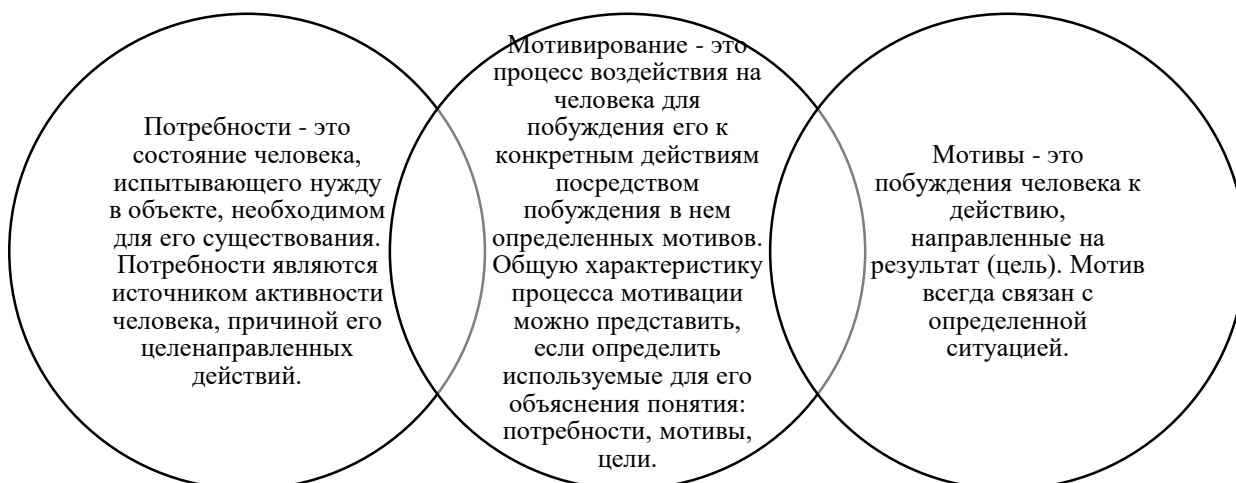 Потребности - это
состояние человека,
испытывающего нужду
в объекте, необходимом
для его существования.
Потребности являются
источником активности
человека, причиной его
целенаправленных
действий.
Мотивирование - это
процесс воздействия на
человека для
побуждения его к
конкретным действиям
посредством
побуждения в нем
определенных мотивов.
Общую характеристику
процесса мотивации
можно представить,
если определить
используемые для его
объяснения понятия:
потребности, мотивы,
цели.
Мотивы - это
побуждения человека к
действию,
направленные на
результат (цель). Мотив
всегда связан с
определенной
ситуацией.